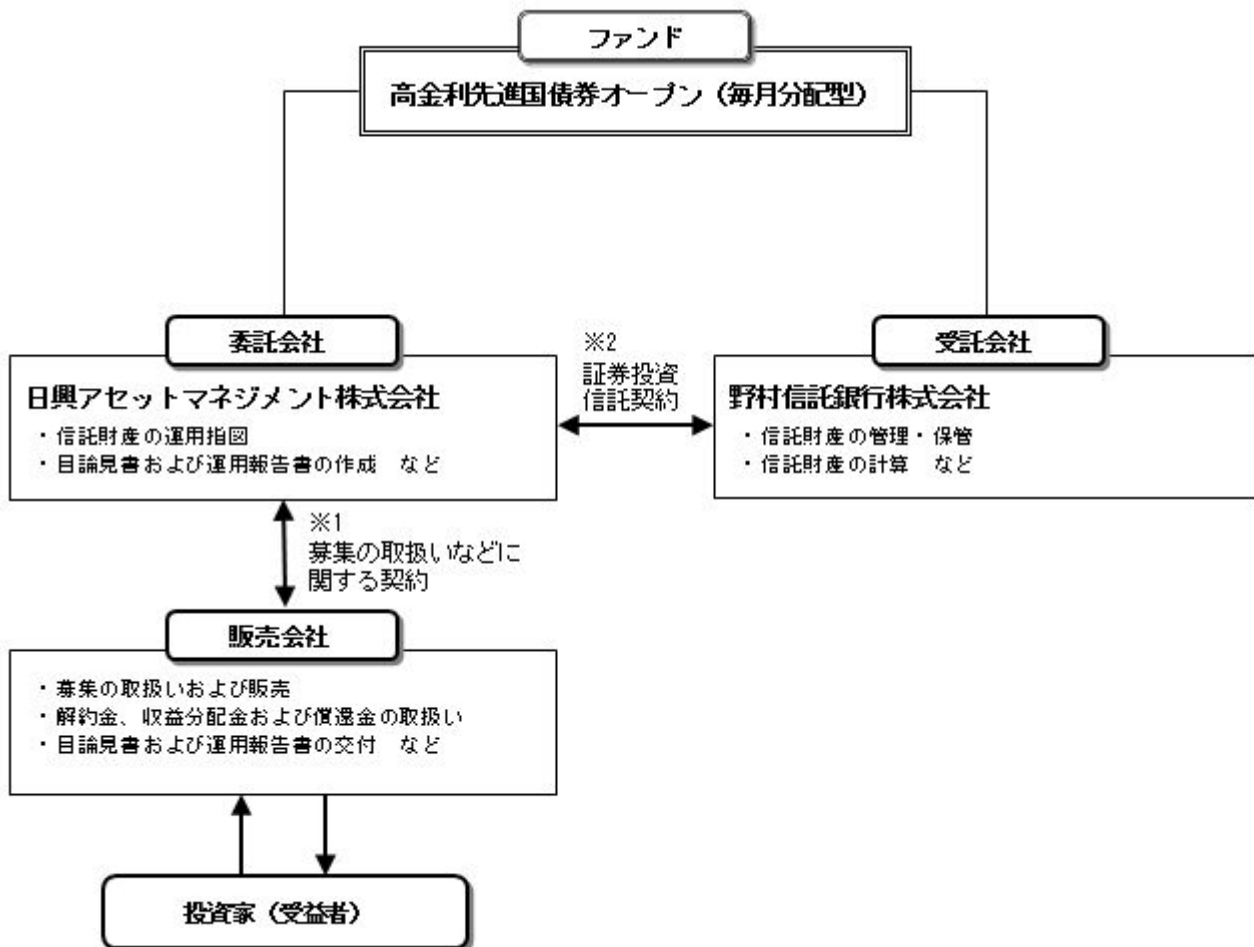 ファンド
高金利先進国債券オープン（毎月分配型）
委託会社
日興アセットマネジメント株式会社
・信託財産の運用指図
・目論見書および運用報告書の作成　など
※2
証券投資
信託契約
受託会社
野村信託銀行株式会社
・信託財産の管理・保管
・信託財産の計算　など
※1
募集の取扱いなどに
関する契約
販売会社
・募集の取扱いおよび販売
・解約金、収益分配金および償還金の取扱い
・目論見書および運用報告書の交付　など
投資家（受益者）